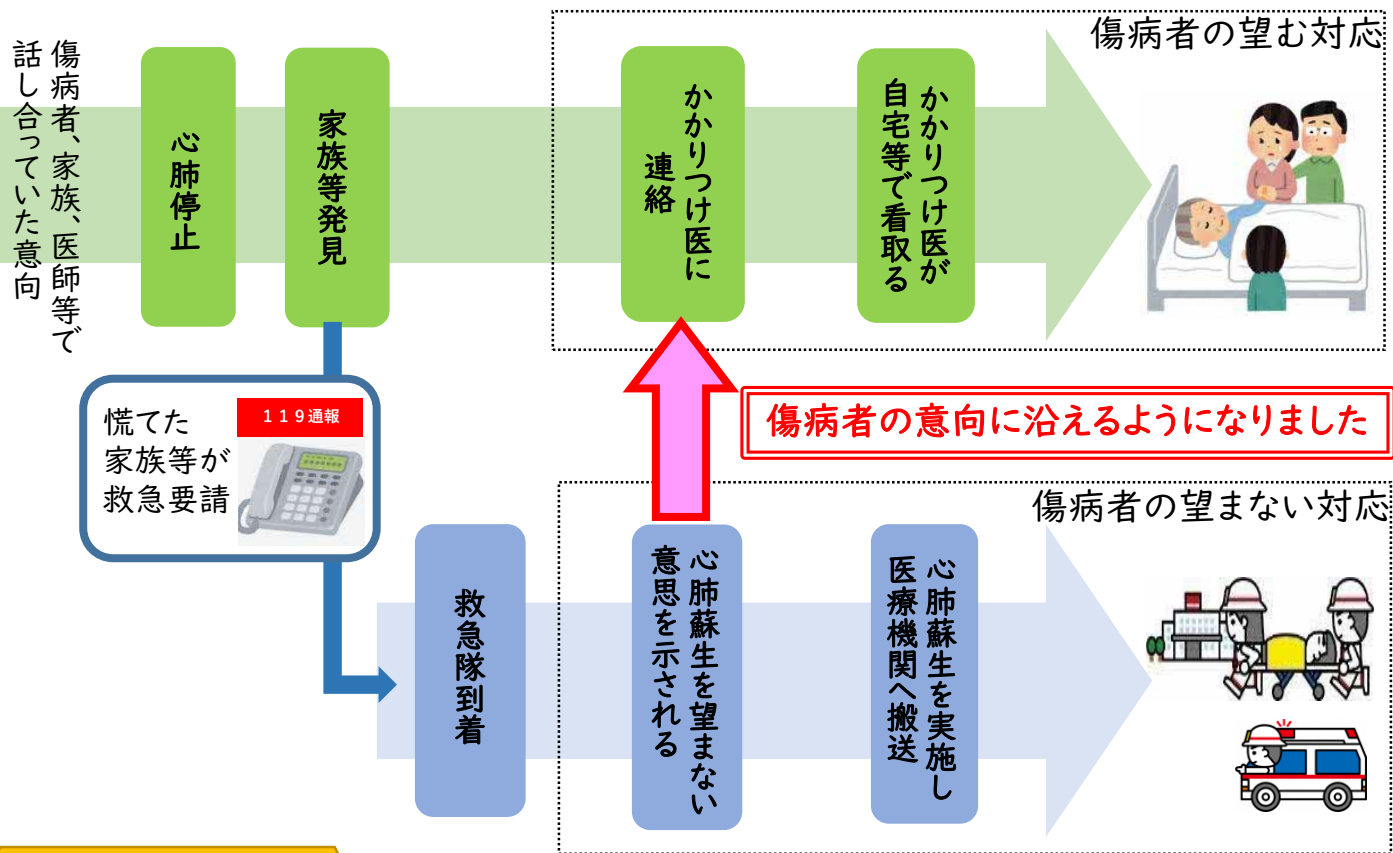 傷病者の望む対応
傷病者、家族、医師等で
話し合っていた意向
心肺停止
家族等発見
かかりつけ医に
連絡
かかりつけ医が
自宅等で看取る
慌てた
家族等が
救急要請
119通報
傷病者の意向に沿えるようになりました
傷病者の望まない対応
救急隊到着
心肺蘇生を望まない
意思を示される
心肺蘇生を実施し
医療機関へ搬送